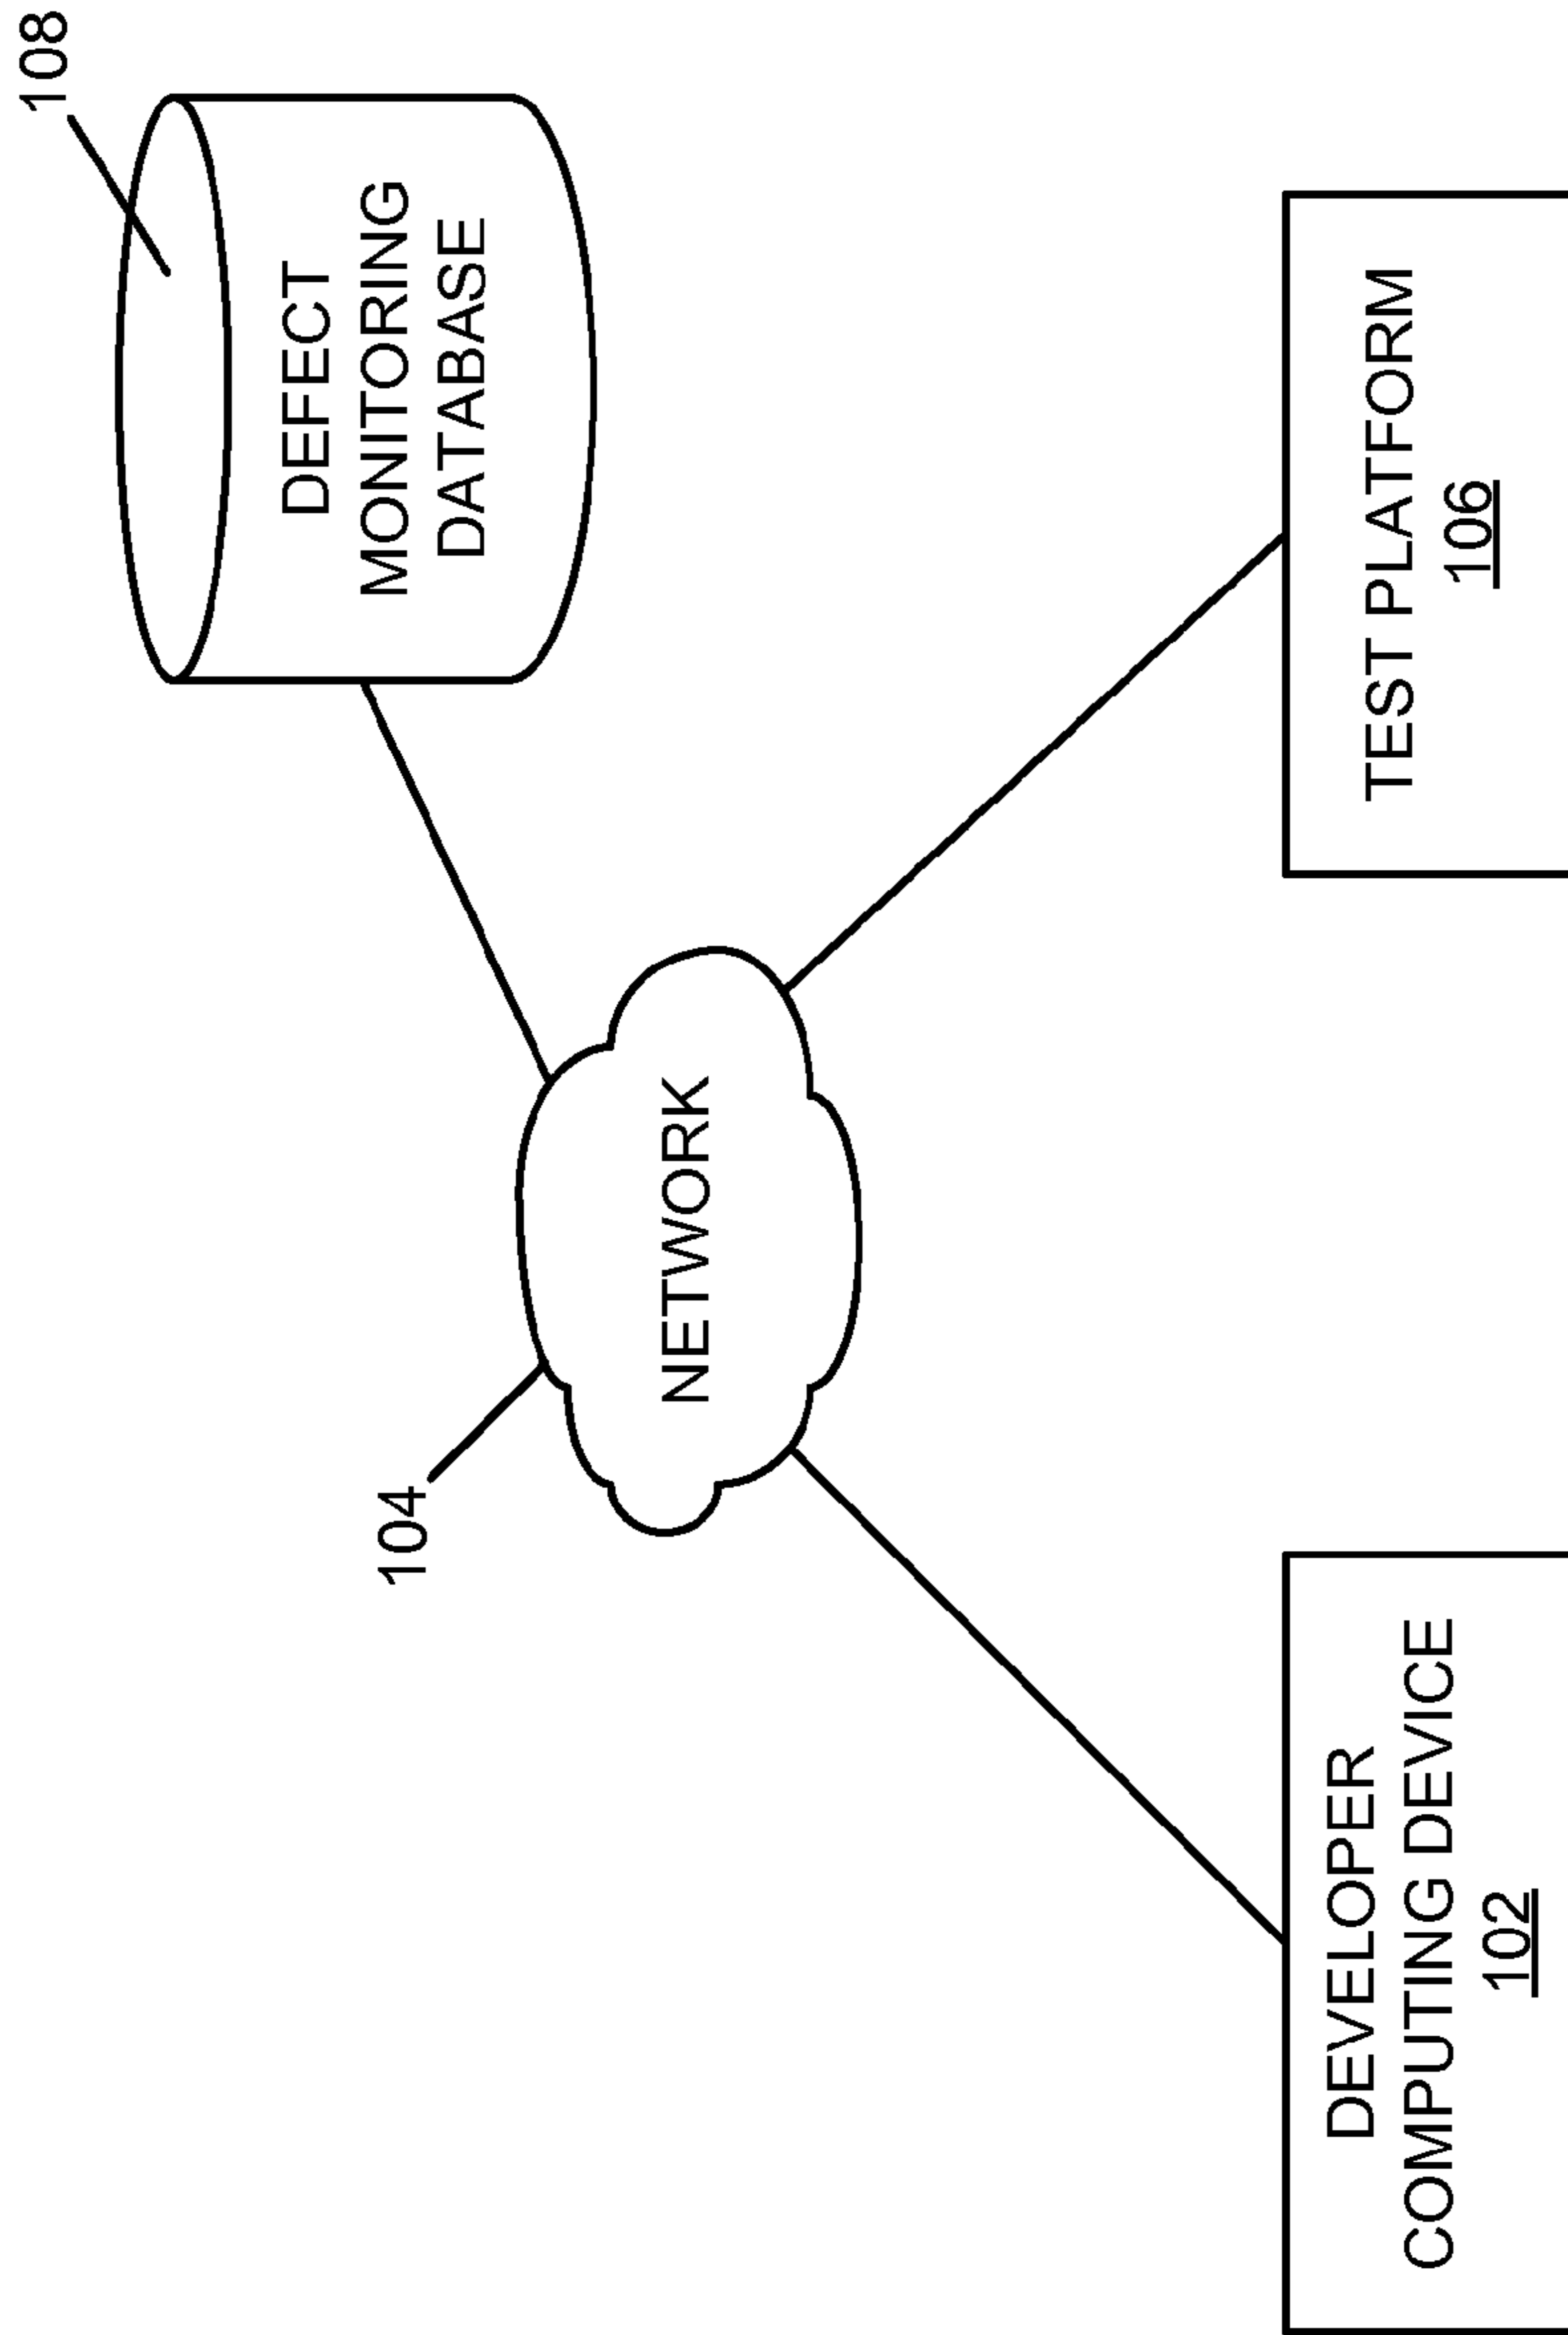 108
DEFECT
MONITORING
DATABASE
104
NETWORK
DEVELOPER
COMPUTING DEVICE
102
TEST PLATFORM
106